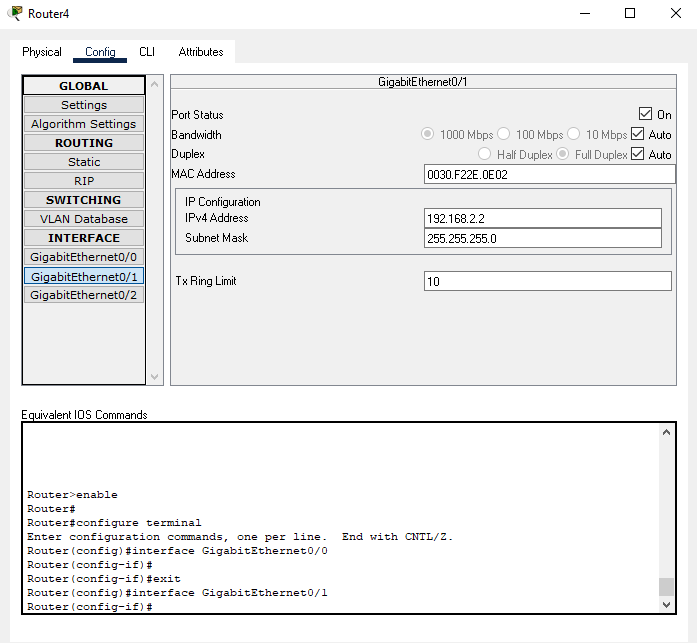 Router4
Physical Config CLI Attributes
GLOBAL
Settings
Algorithm Settings
ROUTING
Static
RIP
SWITCHING
VLAN Database
INTERFACE
GigabitEthernet0/0
GigabitEthernet0/1
GigabitEthernet0/2
GigabitEthernet0/1
Port Status On
Bandwidth 1000 Mbps 100 Mbps 10 Mbps Auto
Duplex Half Duplex Full Duplex Auto
MAC Address 0030.F22E.0E02
IP Configuration
IPv4 Address 192.168.2.2
Subnet Mask 255.255.255.0
Tx Ring Limit 10
Equivalent IOS Commands
Router>enable
Router#
Router#configure terminal
Enter configuration commands, one per line.  End with CNTL/Z.
Router(config)#interface GigabitEthernet0/0
Router(config-if)#
Router(config-if)#exit
Router(config)#interface GigabitEthernet0/1
Router(config-if)#